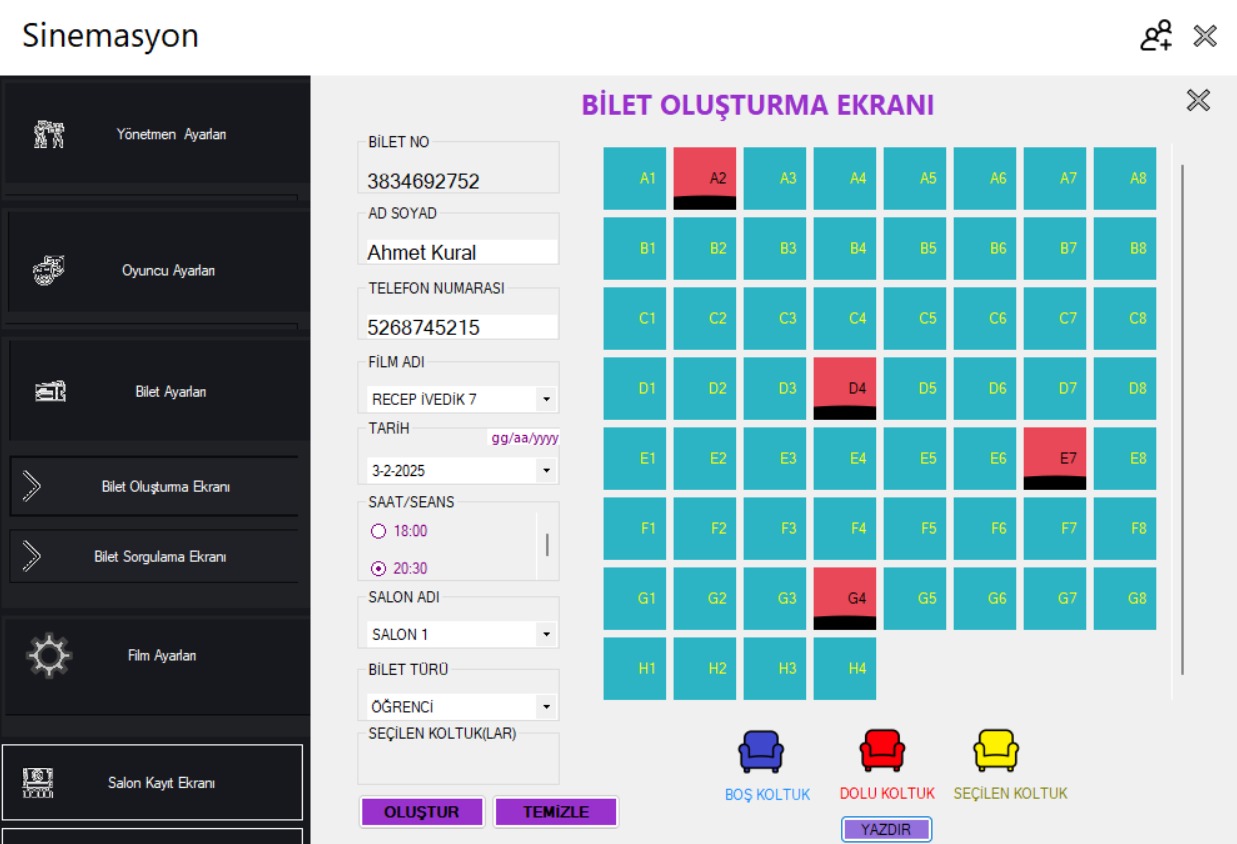 Sinemasyon
Yönetmen Ayarları
Oyuncu Ayarları
Bilet Ayarları
Bilet Oluşturma Ekranı
Bilet Sorgulama Ekranı
Film Ayarları
Salon Kayıt Ekranı
BİLET OLUŞTURMA EKRANI
BİLET NO
3834692752
AD SOYAD
Ahmet Kural
TELEFON NUMARASI
5268745215
FİLM ADI
RECEP İVEDİK 7
TARİH
gg/aa/yyyy
3-2-2025
SAAT/SEANS
18:00
20:30
SALON ADI
SALON 1
BİLET TÜRÜ
ÖĞRENCİ
SEÇİLEN KOLTUK(LAR)
OLUŞTUR TEMİZLE
A1 A2 A3 A4 A5 A6 A7 A8
B1 B2 B3 B4 B5 B6 B7 B8
C1 C2 C3 C4 C5 C6 C7 C8
D1 D2 D3 D4 D5 D6 D7 D8
E1 E2 E3 E4 E5 E6 E7 E8
F1 F2 F3 F4 F5 F6 F7 F8
G1 G2 G3 G4 G5 G6 G7 G8
H1 H2 H3 H4
BOŞ KOLTUK DOLU KOLTUK SEÇİLEN KOLTUK
YAZDIR